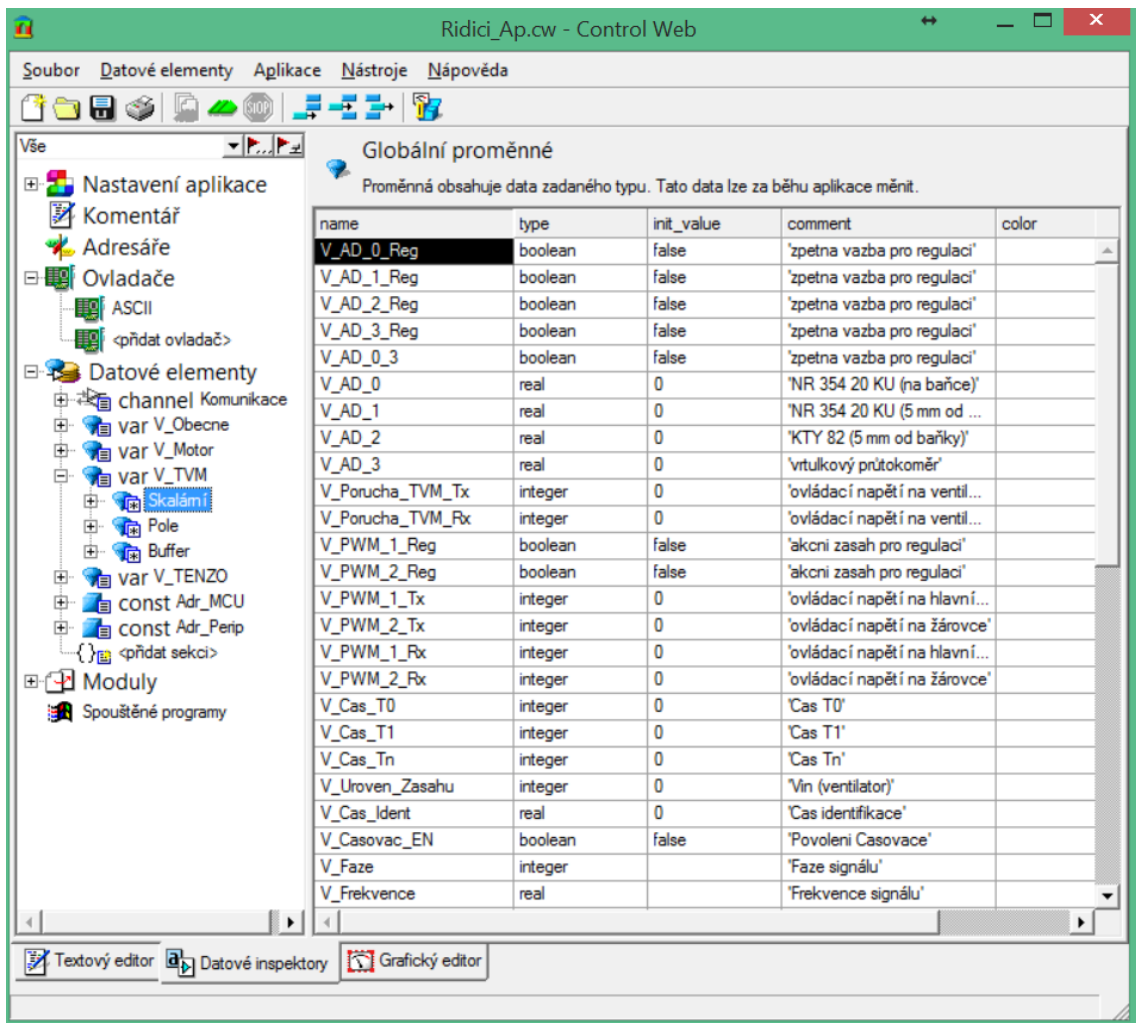 Ridici_Ap.cw - Control Web
Soubor Datové elementy Aplikace Nástroje Nápověda
STOP
Vše
Nastavení aplikace
Komentář
Adresáře
Ovladače
ASCII
<přidat ovladač>
Datové elementy
channel Komunikace
var V_Obecne
var V_Motor
var V_TVM
Skalární
Pole
Buffer
var V_TENZO
const Adr_MCU
const Adr_Perip
<přidat sekci>
Moduly
Spouštěné programy
Globální proměnné
Proměnná obsahuje data zadaného typu. Tato data lze za běhu aplikace měnit.
name type init_value comment color
V_AD_0_Reg boolean false 'zpetna vazba pro regulaci'
V_AD_1_Reg boolean false 'zpetna vazba pro regulaci'
V_AD_2_Reg boolean false 'zpetna vazba pro regulaci'
V_AD_3_Reg boolean false 'zpetna vazba pro regulaci'
V_AD_0_3 boolean false 'zpetna vazba pro regulaci'
V_AD_0 real 0 'NR 354 20 KU (na baňce)'
V_AD_1 real 0 'NR 354 20 KU (5 mm od ...
V_AD_2 real 0 'KTY 82 (5 mm od baňky)'
V_AD_3 real 0 'vrtulkový průtokoměr'
V_Porucha_TVM_Tx integer 0 'ovládací napětí na ventil...
V_Porucha_TVM_Rx integer 0 'ovládací napětí na ventil...
V_PWM_1_Reg boolean false 'akcni zasah pro regulaci'
V_PWM_2_Reg boolean false 'akcni zasah pro regulaci'
V_PWM_1_Tx integer 0 'ovládací napětí na hlavní...
V_PWM_2_Tx integer 0 'ovládací napětí na žárovce'
V_PWM_1_Rx integer 0 'ovládací napětí na hlavní...
V_PWM_2_Rx integer 0 'ovládací napětí na žárovce'
V_Cas_T0 integer 0 'Cas T0'
V_Cas_T1 integer 0 'Cas T1'
V_Cas_Tn integer 0 'Cas Tn'
V_Uroven_Zasahu integer 0 'Vin (ventilator)'
V_Cas_Ident real 0 'Cas identifikace'
V_Casovac_EN boolean false 'Povoleni Casovace'
V_Faze integer 'Faze signálu'
V_Frekvence real 'Frekvence signálu'
Textový editor Datové inspektory Grafický editor